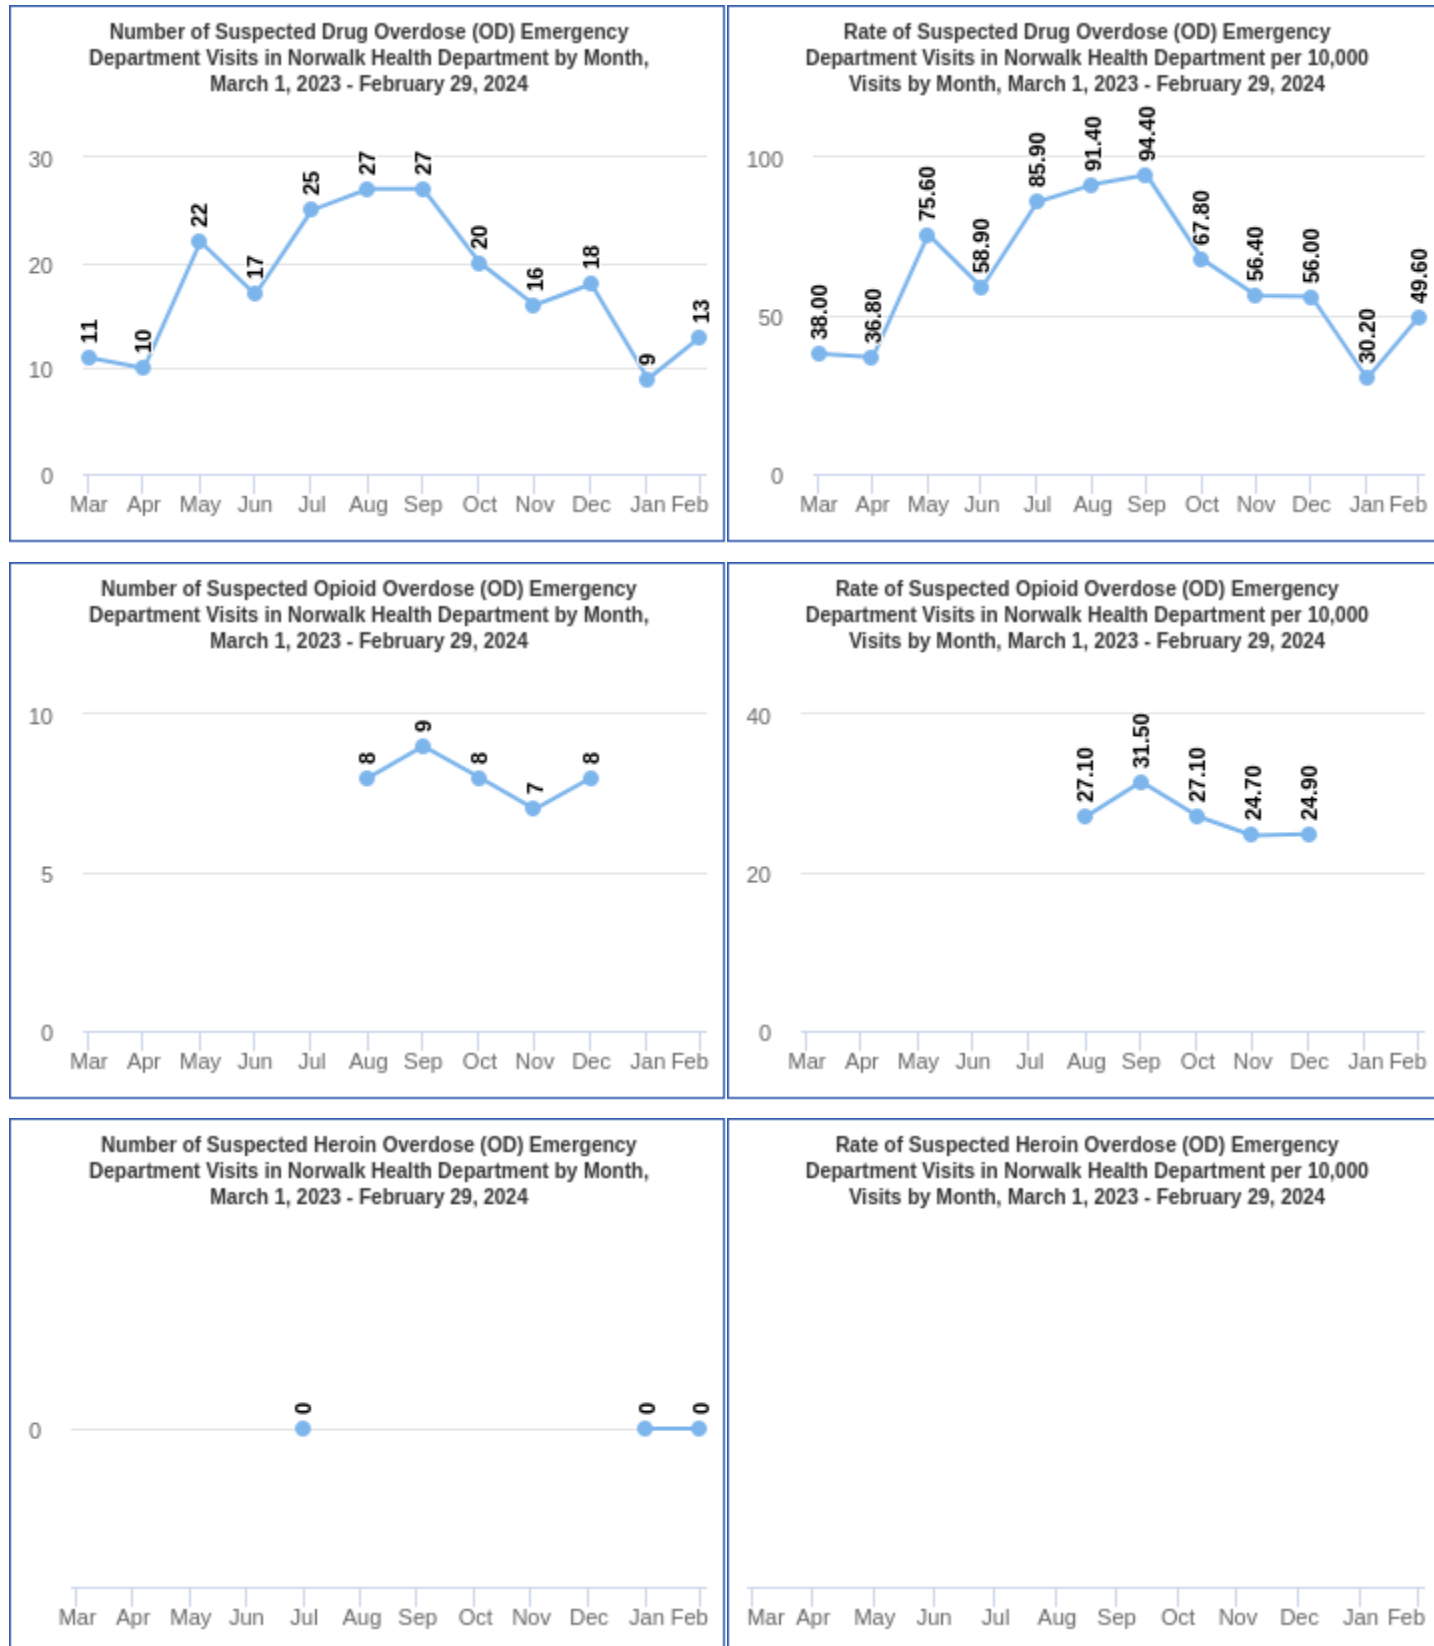 Number of Suspected Drug Overdose (OD) Emergency
Department Visits in Norwalk Health Department by Month,
March 1, 2023 - February 29, 2024
30
20
10
0
11
10
22
17
25
27
27
20
16
18
9
13
Mar Apr May Jun Jul Aug Sep Oct Nov Dec Jan Feb
Rate of Suspected Drug Overdose (OD) Emergency
Department Visits in Norwalk Health Department per 10,000
Visits by Month, March 1, 2023 - February 29, 2024
100
50
0
38.00
36.80
75.60
58.90
85.90
91.40
94.40
67.80
56.40
56.00
30.20
49.60
Mar Apr May Jun Jul Aug Sep Oct Nov Dec Jan Feb
Number of Suspected Opioid Overdose (OD) Emergency
Department Visits in Norwalk Health Department by Month,
March 1, 2023 - February 29, 2024
10
5
0
8
9
8
7
8
Mar Apr May Jun Jul Aug Sep Oct Nov Dec Jan Feb
Rate of Suspected Opioid Overdose (OD) Emergency
Department Visits in Norwalk Health Department per 10,000
Visits by Month, March 1, 2023 - February 29, 2024
40
20
0
27.10
31.50
27.10
24.70
24.90
Mar Apr May Jun Jul Aug Sep Oct Nov Dec Jan Feb
Number of Suspected Heroin Overdose (OD) Emergency
Department Visits in Norwalk Health Department by Month,
March 1, 2023 - February 29, 2024
0
0
0
0
Mar Apr May Jun Jul Aug Sep Oct Nov Dec Jan Feb
Rate of Suspected Heroin Overdose (OD) Emergency
Department Visits in Norwalk Health Department per 10,000
Visits by Month, March 1, 2023 - February 29, 2024
Mar Apr May Jun Jul Aug Sep Oct Nov Dec Jan Feb